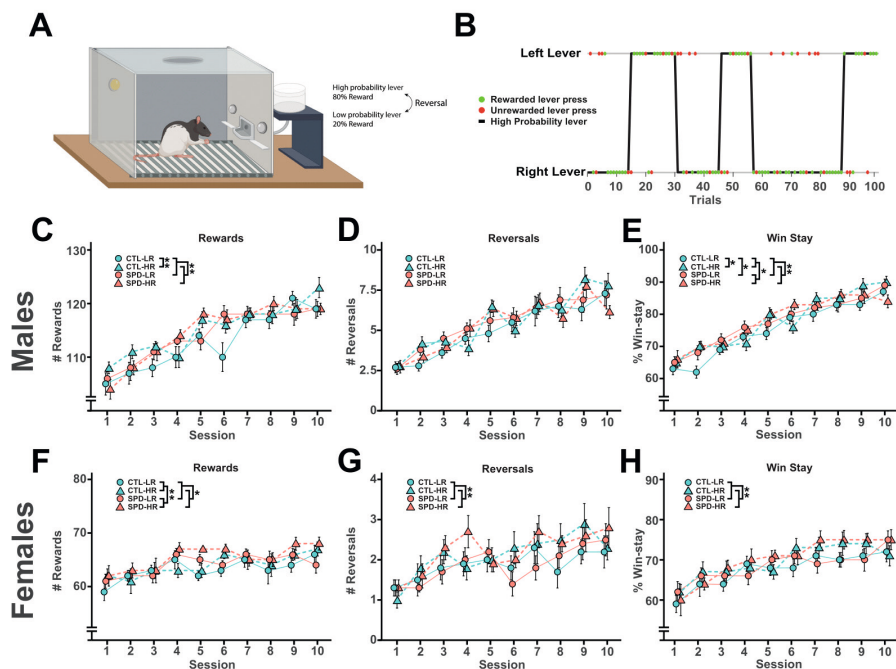 A
High probability lever
80% Reward
Reversal
Low probability lever
20% Reward
B
Left Lever
Rewarded lever press
Unrewarded lever press
High Probability lever
Right Lever
0 10 20 30 40 50 60 70 80 90 100
Trials
Males
C
Rewards
CTL-LR
CTL-HR
SPD-LR
SPD-HR
* *
* *
# Rewards
130
120
110
1 2 3 4 5 6 7 8 9 10
Session
D
Reversals
CTL-LR
CTL-HR
SPD-LR
SPD-HR
# Reversals
10
7.5
5
2.5
1 2 3 4 5 6 7 8 9 10
Session
E
Win Stay
CTL-LR
CTL-HR
SPD-LR
SPD-HR
*
*
*
* *
% Win-stay
100
90
80
70
60
1 2 3 4 5 6 7 8 9 10
Session
Females
F
Rewards
CTL-LR
CTL-HR
SPD-LR
SPD-HR
* *
*
# Rewards
80
70
60
1 2 3 4 5 6 7 8 9 10
Session
G
Reversals
CTL-LR
CTL-HR
SPD-LR
SPD-HR
* *
# Reversals
4
3
2
1
0
1 2 3 4 5 6 7 8 9 10
Session
H
Win Stay
CTL-LR
CTL-HR
SPD-LR
SPD-HR
* *
% Win-stay
90
80
70
60
1 2 3 4 5 6 7 8 9 10
Session